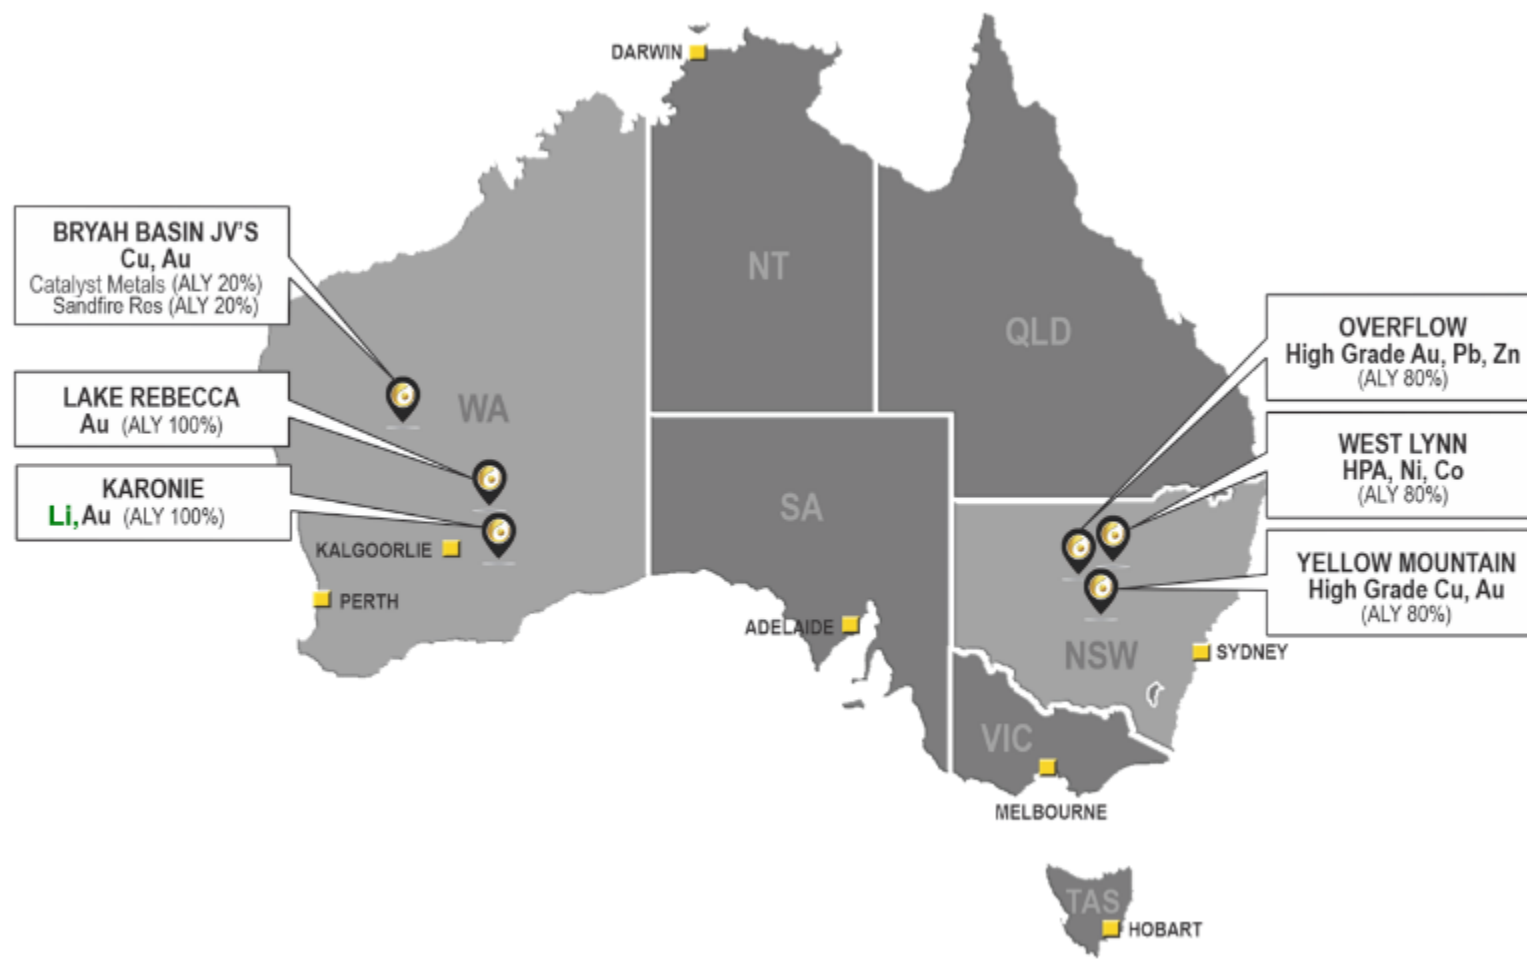 DARWIN
BRYAH BASIN JV'S
Cu, Au
Catalyst Metals (ALY 20%)
Sandfire Res (ALY 20%)
LAKE REBECCA
Au (ALY 100%)
KARONIE
Li, Au (ALY 100%)
KALGOORLIE
PERTH
WA
NT
QLD
SA
ADELAIDE
OVERFLOW
High Grade Au, Pb, Zn
(ALY 80%)
WEST LYNN
HPA, Ni, Co
(ALY 80%)
YELLOW MOUNTAIN
High Grade Cu, Au
(ALY 80%)
NSW
SYDNEY
VIC
MELBOURNE
TAS
HOBART